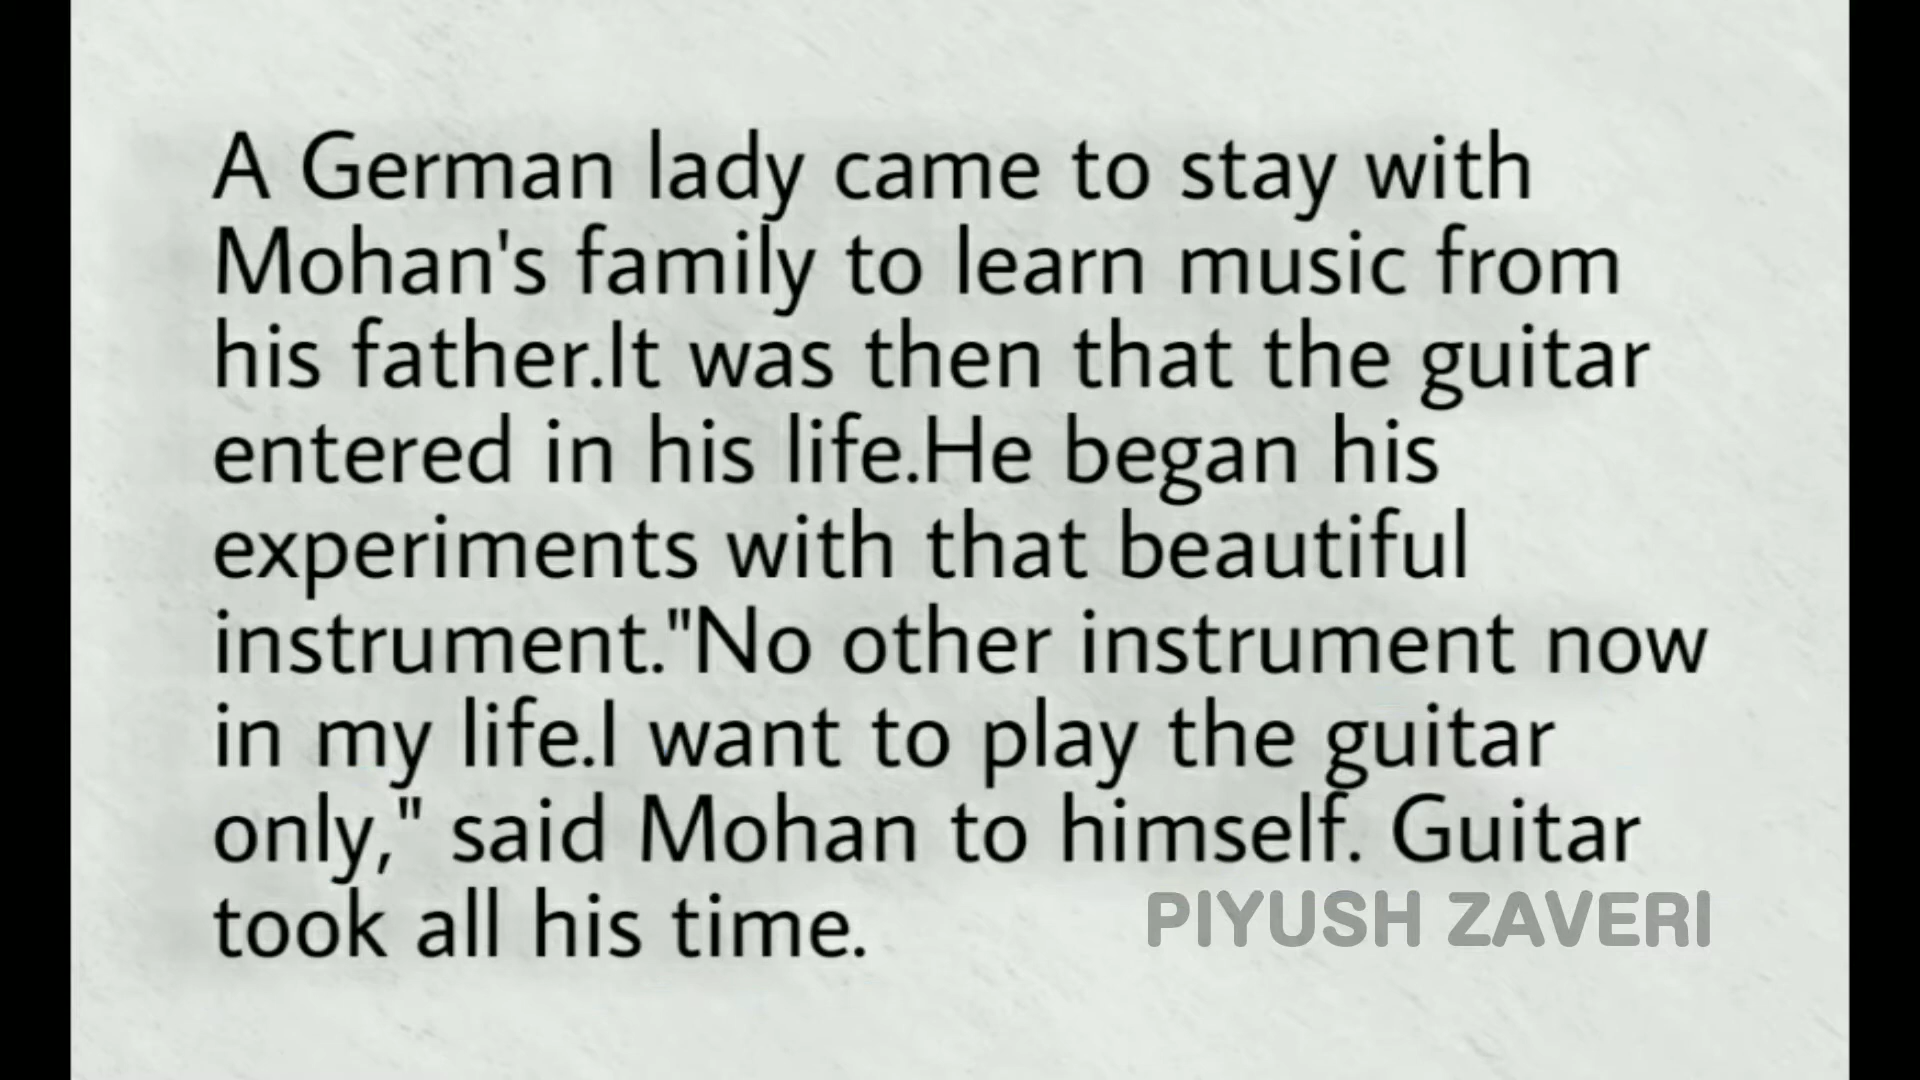 A German lady came to stay with
Mohan's family to learn music from
his father.It was then that the guitar
entered in his life.He began his
experiments with that beautiful
instrument."No other instrument now
in my life.I want to play the guitar
only," said Mohan to himself. Guitar
took all his time.
PIYUSH ZAVERI